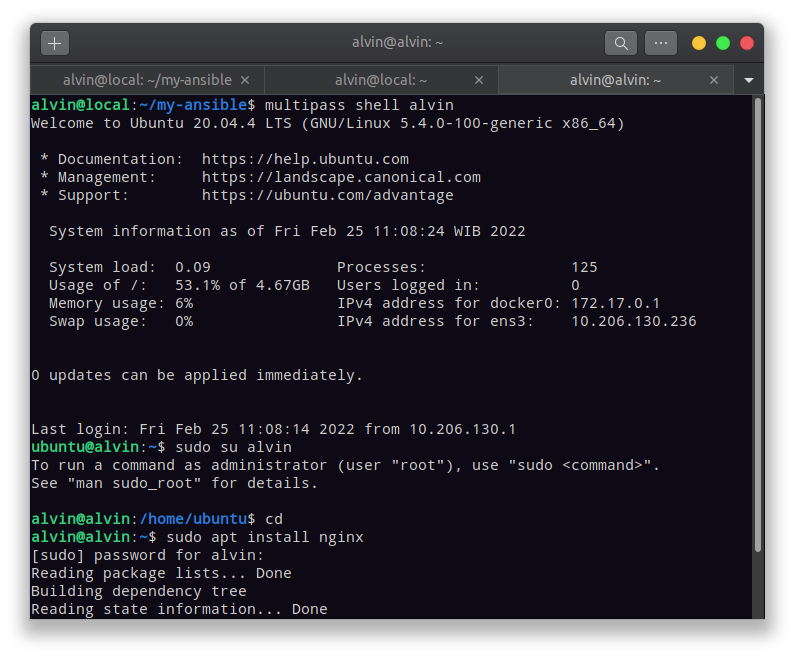 alvin@alvin: ~
alvin@local: ~/my-ansible
alvin@local: ~
alvin@alvin: ~
alvin@local:~/my-ansible$ multipass shell alvin
Welcome to Ubuntu 20.04.4 LTS (GNU/Linux 5.4.0-100-generic x86_64)
* Documentation:  https://help.ubuntu.com
* Management:     https://landscape.canonical.com
* Support:        https://ubuntu.com/advantage
System information as of Fri Feb 25 11:08:24 WIB 2022
System load:  0.09              Processes:                125
Usage of /:   53.1% of 4.67GB   Users logged in:          0
Memory usage: 6%                IPv4 address for docker0: 172.17.0.1
Swap usage:   0%                IPv4 address for ens3:    10.206.130.236
0 updates can be applied immediately.
Last login: Fri Feb 25 11:08:14 2022 from 10.206.130.1
ubuntu@alvin:~$ sudo su alvin
To run a command as administrator (user "root"), use "sudo <command>".
See "man sudo_root" for details.
alvin@alvin:/home/ubuntu$ cd
alvin@alvin:~$ sudo apt install nginx
[sudo] password for alvin:
Reading package lists... Done
Building dependency tree
Reading state information... Done